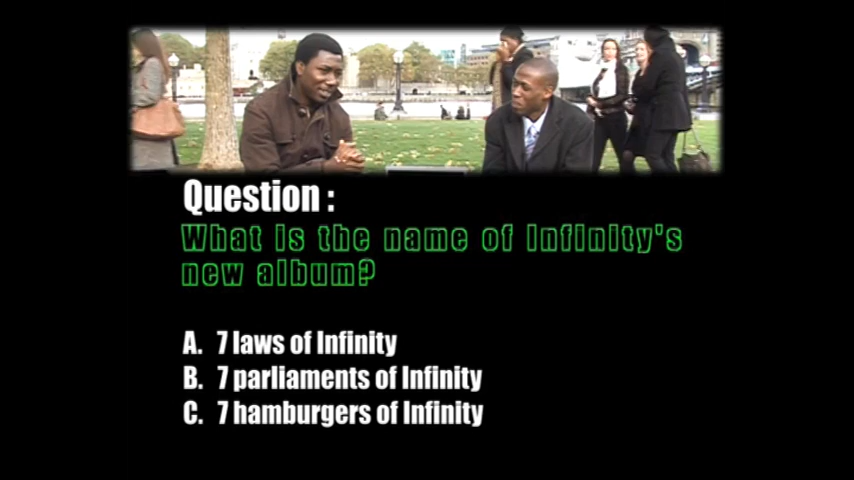 Question :
What is the name of Infinity's
new album?
A. 7 laws of Infinity
B. 7 parliaments of Infinity
C. 7 hamburgers of Infinity